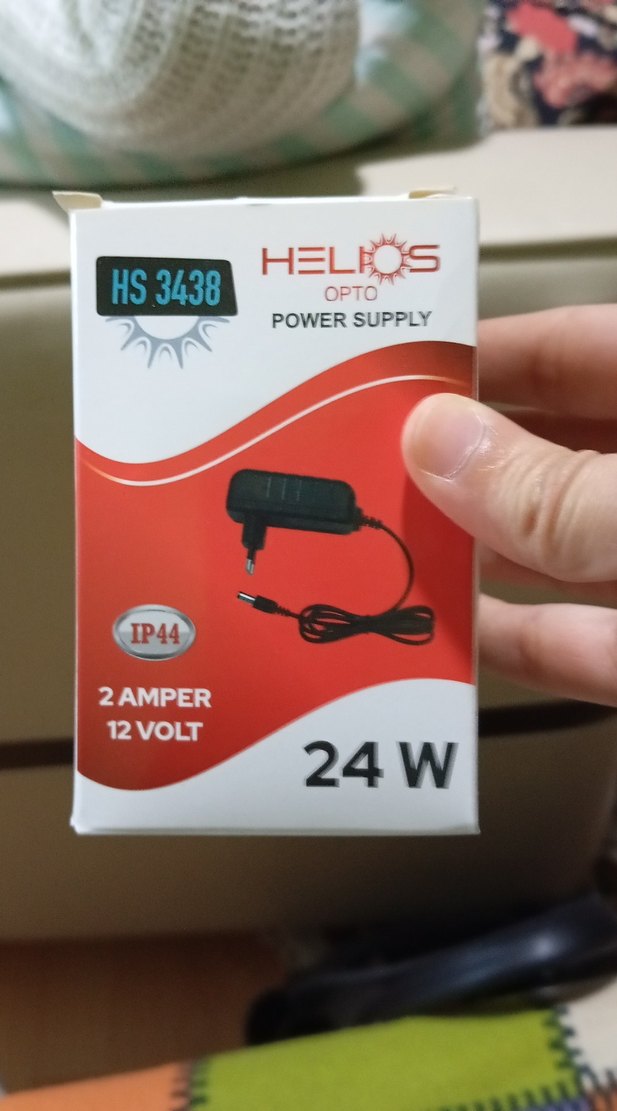 HS 3438
HELIOS
OPTO
POWER SUPPLY
IP44
2 AMPER
12 VOLT
24 W